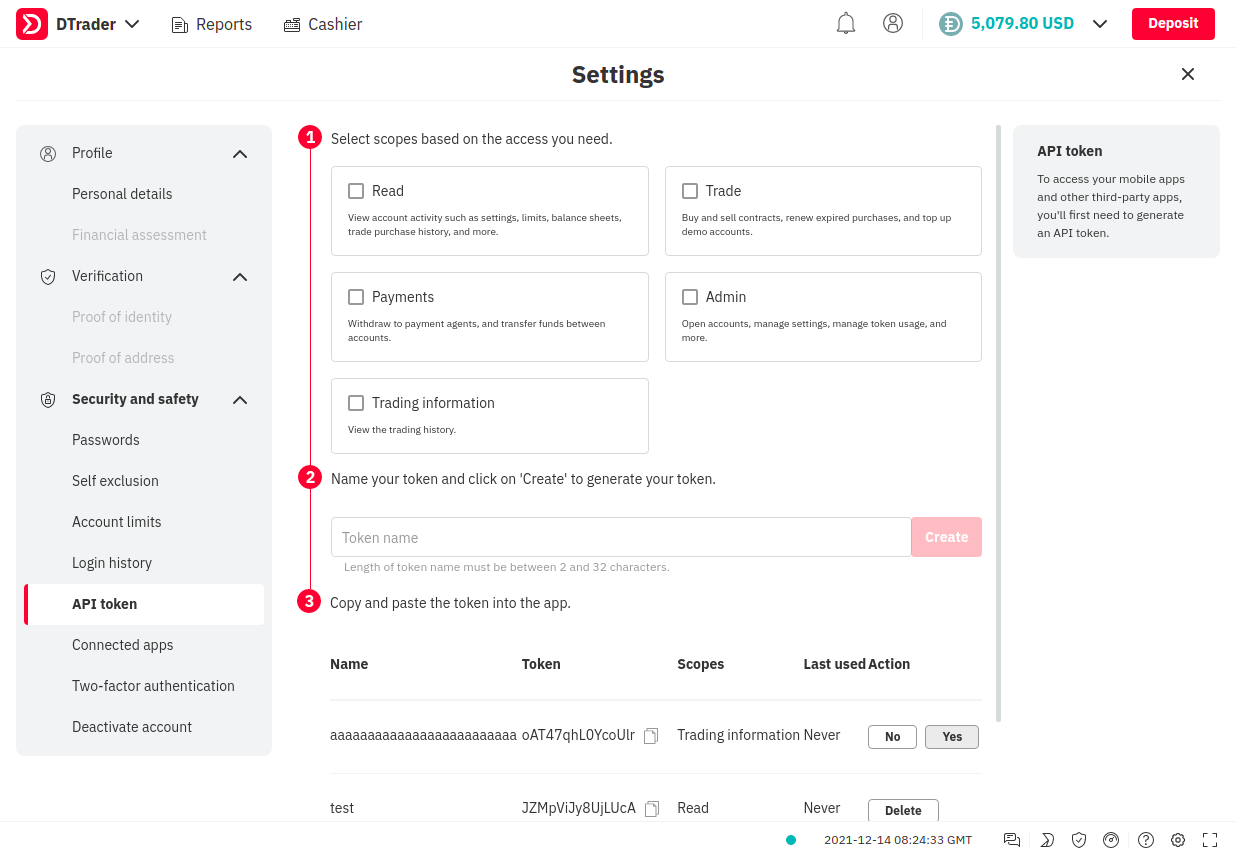 DTrader
Reports
Cashier
5,079.80 USD
Deposit
Settings
Profile
Personal details
Financial assessment
Verification
Proof of identity
Proof of address
Security and safety
Passwords
Self exclusion
Account limits
Login history
API token
Connected apps
Two-factor authentication
Deactivate account
1 Select scopes based on the access you need.
Read
View account activity such as settings, limits, balance sheets,
trade purchase history, and more.
Trade
Buy and sell contracts, renew expired purchases, and top up
demo accounts.
Payments
Withdraw to payment agents, and transfer funds between
accounts.
Admin
Open accounts, manage settings, manage token usage, and
more.
Trading information
View the trading history.
2 Name your token and click on 'Create' to generate your token.
Token name
Create
Length of token name must be between 2 and 32 characters.
3 Copy and paste the token into the app.
Name Token Scopes Last used Action
aaaaaaaaaaaaaaaaaaaaaaaaa oAT47qhL0YcoUlr Trading information Never No Yes
test JZMpViJy8UjLUcA Read Never Delete
API token
To access your mobile apps
and other third-party apps,
you'll first need to generate
an API token.
2021-12-14 08:24:33 GMT